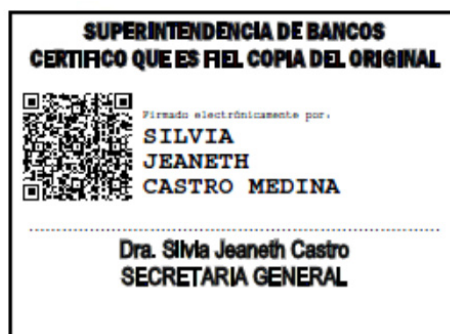 SUPERINTENDENCIA DE BANCOS
CERTIFICO QUE ES FIEL COPIA DEL ORIGINAL
Firmado electrónicamente por:
SILVIA
JEANETH
CASTRO MEDINA
Dra. Silvia Jeaneth Castro
SECRETARIA GENERAL